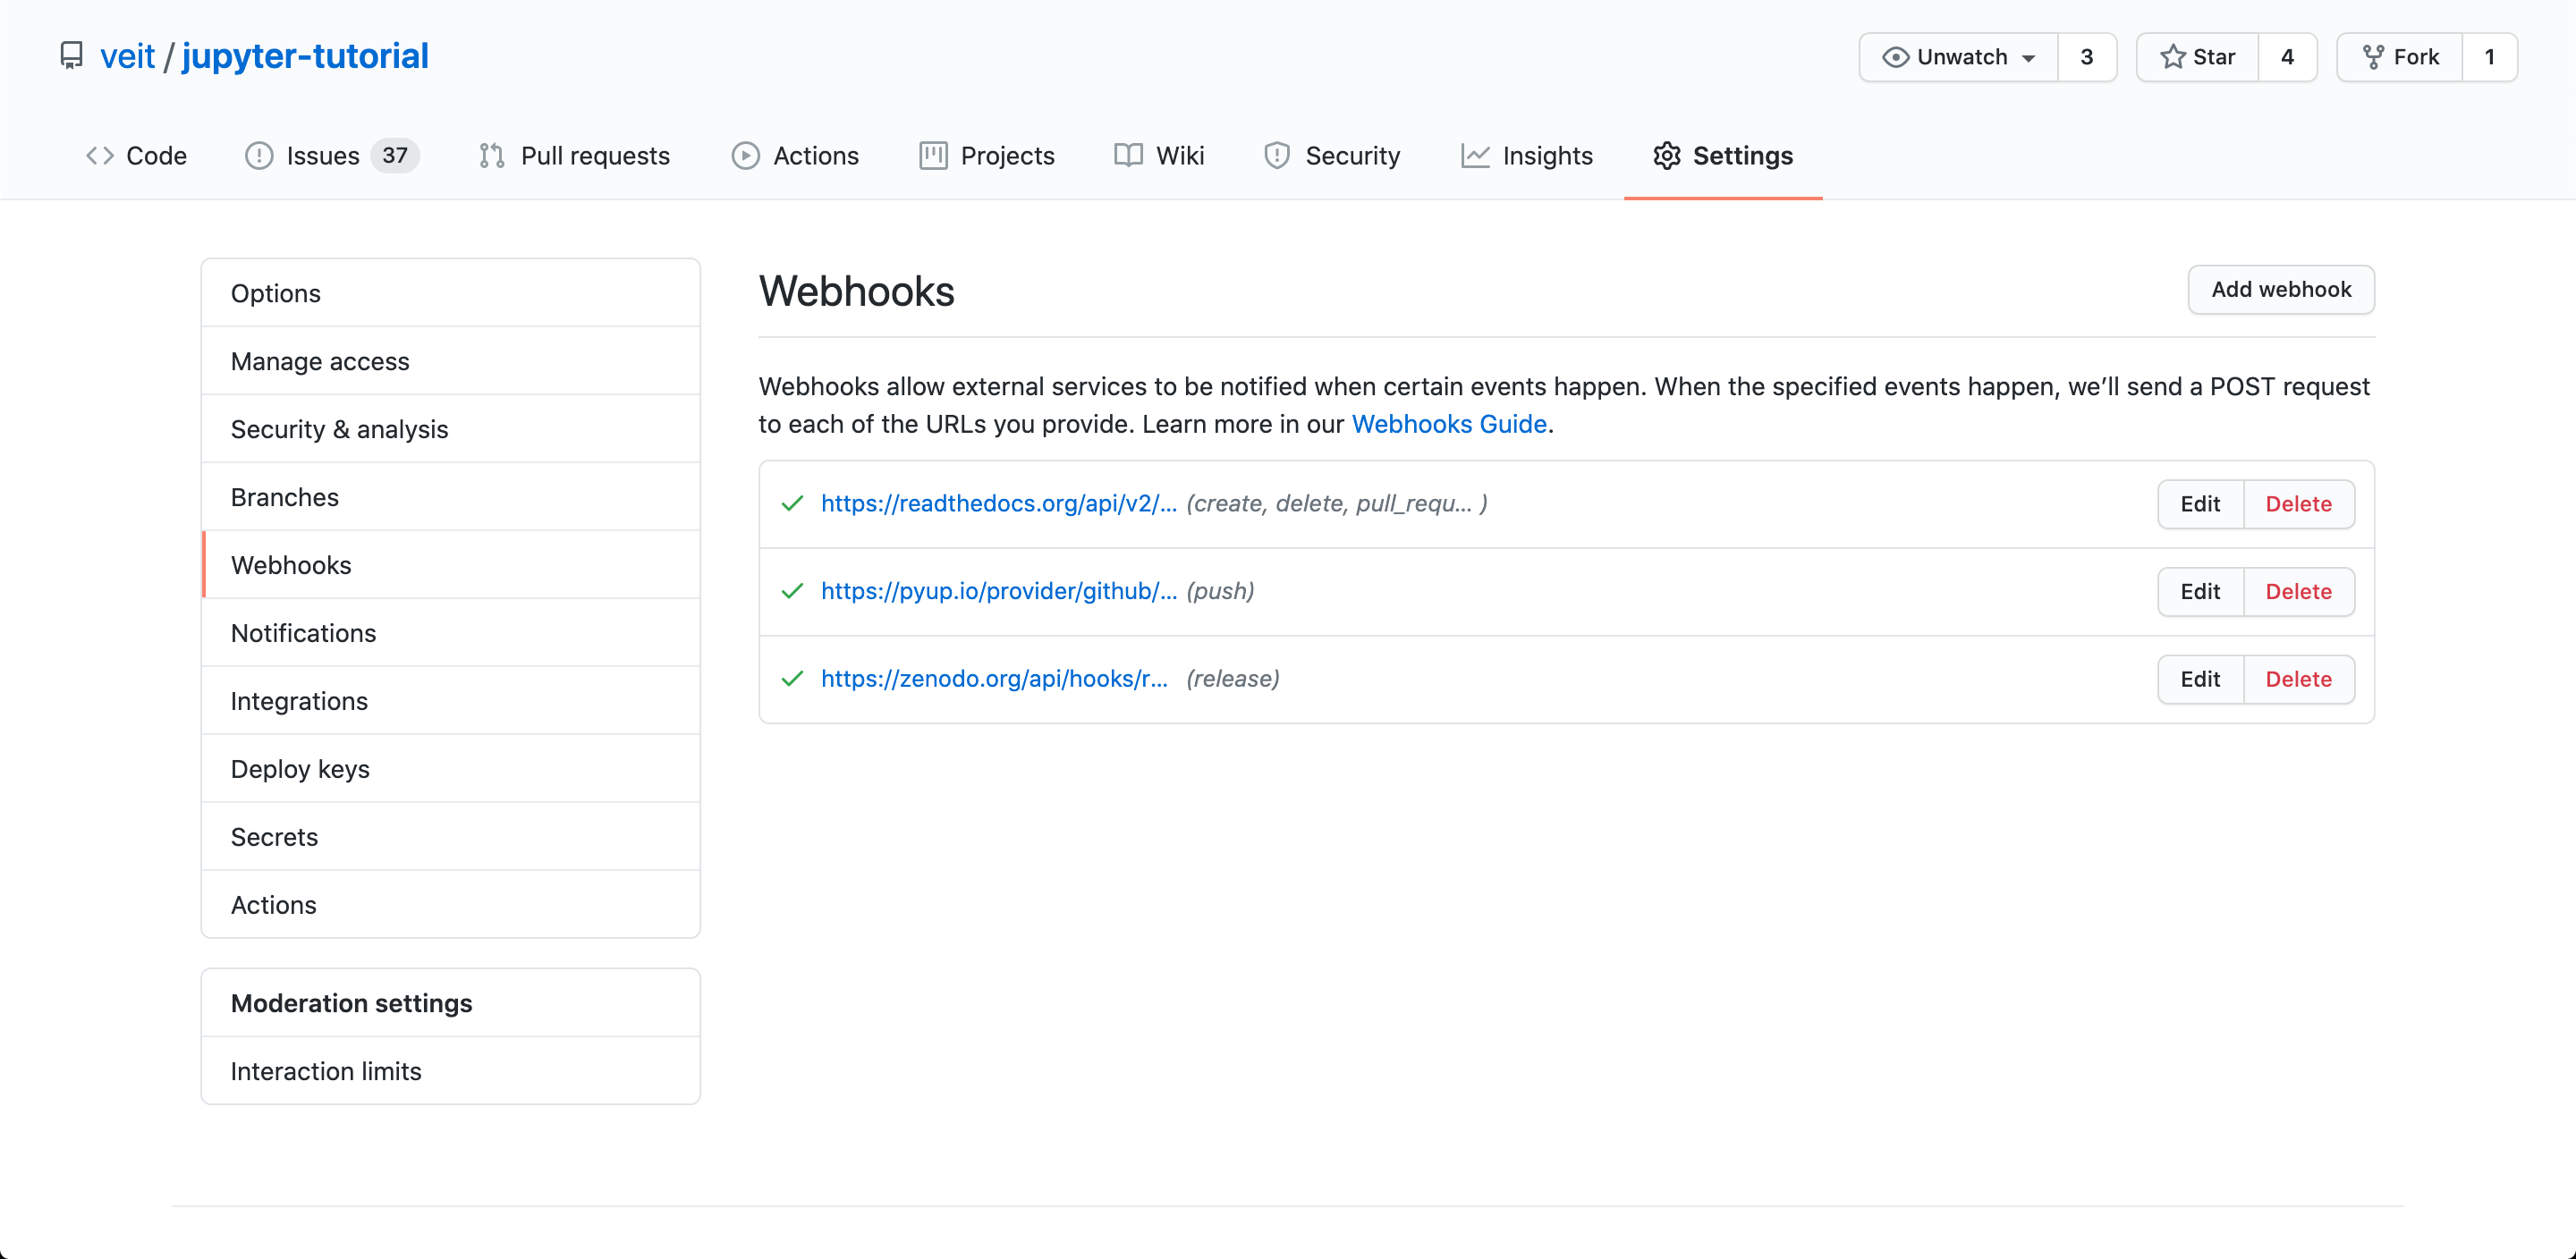 veit / jupyter-tutorial
Unwatch 3 Star 4 Fork 1
Code Issues 37 Pull requests Actions Projects Wiki Security Insights Settings
Options
Manage access
Security & analysis
Branches
Webhooks
Notifications
Integrations
Deploy keys
Secrets
Actions
Moderation settings
Interaction limits
Webhooks
Add webhook
Webhooks allow external services to be notified when certain events happen. When the specified events happen, we’ll send a POST request
to each of the URLs you provide. Learn more in our Webhooks Guide.
https://readthedocs.org/api/v2/... (create, delete, pull_requ... ) Edit Delete
https://pyup.io/provider/github/... (push) Edit Delete
https://zenodo.org/api/hooks/r... (release) Edit Delete